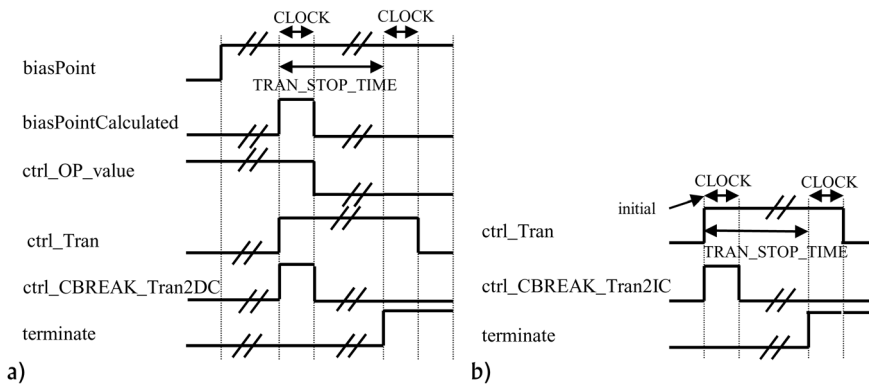 CLOCK
CLOCK
biasPoint
TRAN_STOP_TIME
biasPointCalculated
ctrl_OP_value
ctrl_Tran
ctrl_CBREAK_Tran2DC
terminate
a)
CLOCK
CLOCK
initial
ctrl_Tran
TRAN_STOP_TIME
ctrl_CBREAK_Tran2IC
terminate
b)